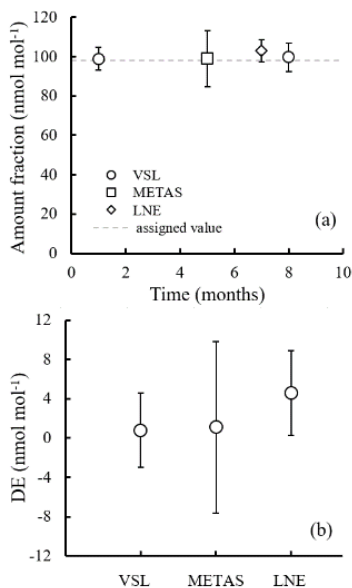 120
100
80
60
40
20
0
Amount fraction (nmol mol⁻¹)
VSL
METAS
LNE
assigned value
(a)
0 2 4 6 8 10
Time (months)
12
8
4
0
-4
-8
-12
DE (nmol mol⁻¹)
(b)
VSL METAS LNE